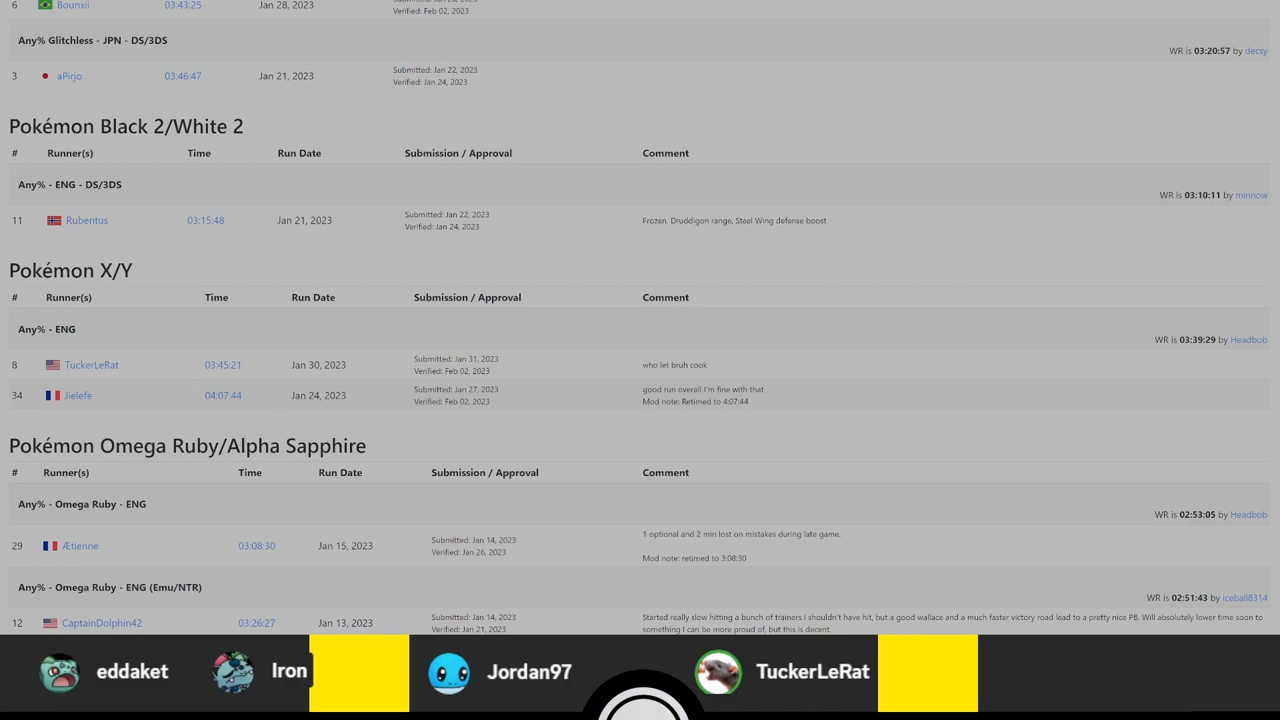 6 Bounxii 03:43:25 Jan 28, 2023
Verified: Feb 02, 2023
Any% Glitchless - JPN - DS/3DS
WR is 03:20:57 by decsy
3 aPirjo 03:46:47 Jan 21, 2023 Submitted: Jan 22, 2023
Verified: Jan 24, 2023
Pokémon Black 2/White 2
# Runner(s) Time Run Date Submission / Approval Comment
Any% - ENG - DS/3DS
WR is 03:10:11 by minnow
11 Rubentus 03:15:48 Jan 21, 2023 Submitted: Jan 22, 2023 Frozen, Druddigon range, Steel Wing defense boost
Verified: Jan 24, 2023
Pokémon X/Y
# Runner(s) Time Run Date Submission / Approval Comment
Any% - ENG
WR is 03:39:29 by Headbob
8 TuckerLeRat 03:45:21 Jan 30, 2023 Submitted: Jan 31, 2023 who let bruh cook
Verified: Feb 02, 2023
34 Jielefe 04:07:44 Jan 24, 2023 Submitted: Jan 27, 2023 good run overall I'm fine with that
Verified: Feb 02, 2023 Mod note: Retimed to 4:07:44
Pokémon Omega Ruby/Alpha Sapphire
# Runner(s) Time Run Date Submission / Approval Comment
Any% - Omega Ruby - ENG
WR is 02:53:05 by Headbob
29 Ætienne 03:08:30 Jan 15, 2023 Submitted: Jan 14, 2023 1 optional and 2 min lost on mistakes during late game.
Verified: Jan 26, 2023 Mod note: retimed to 3:08:30
Any% - Omega Ruby - ENG (Emu/NTR)
WR is 02:51:43 by iceball8314
12 CaptainDolphin42 03:26:27 Jan 13, 2023 Submitted: Jan 14, 2023 Started really slow hitting a bunch of trainers I shouldn't have hit, but a good wallace and a much faster victory road lead to a pretty nice PB. Will absolutely lower time soon to
Verified: Jan 21, 2023 something I can be more proud of, but this is decent.
eddaket Iron Jordan97 TuckerLeRat